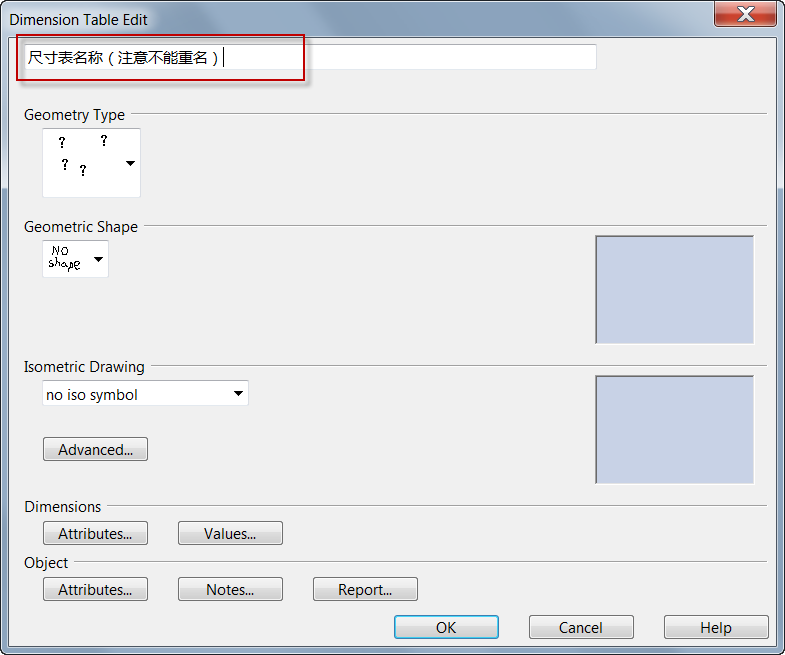 Dimension Table Edit
尺寸表名称（注意不能重名）
Geometry Type
? ?
? ?
Geometric Shape
NO
shape
Isometric Drawing
no iso symbol
Advanced...
Dimensions
Attributes... Values...
Object
Attributes... Notes... Report...
OK Cancel Help